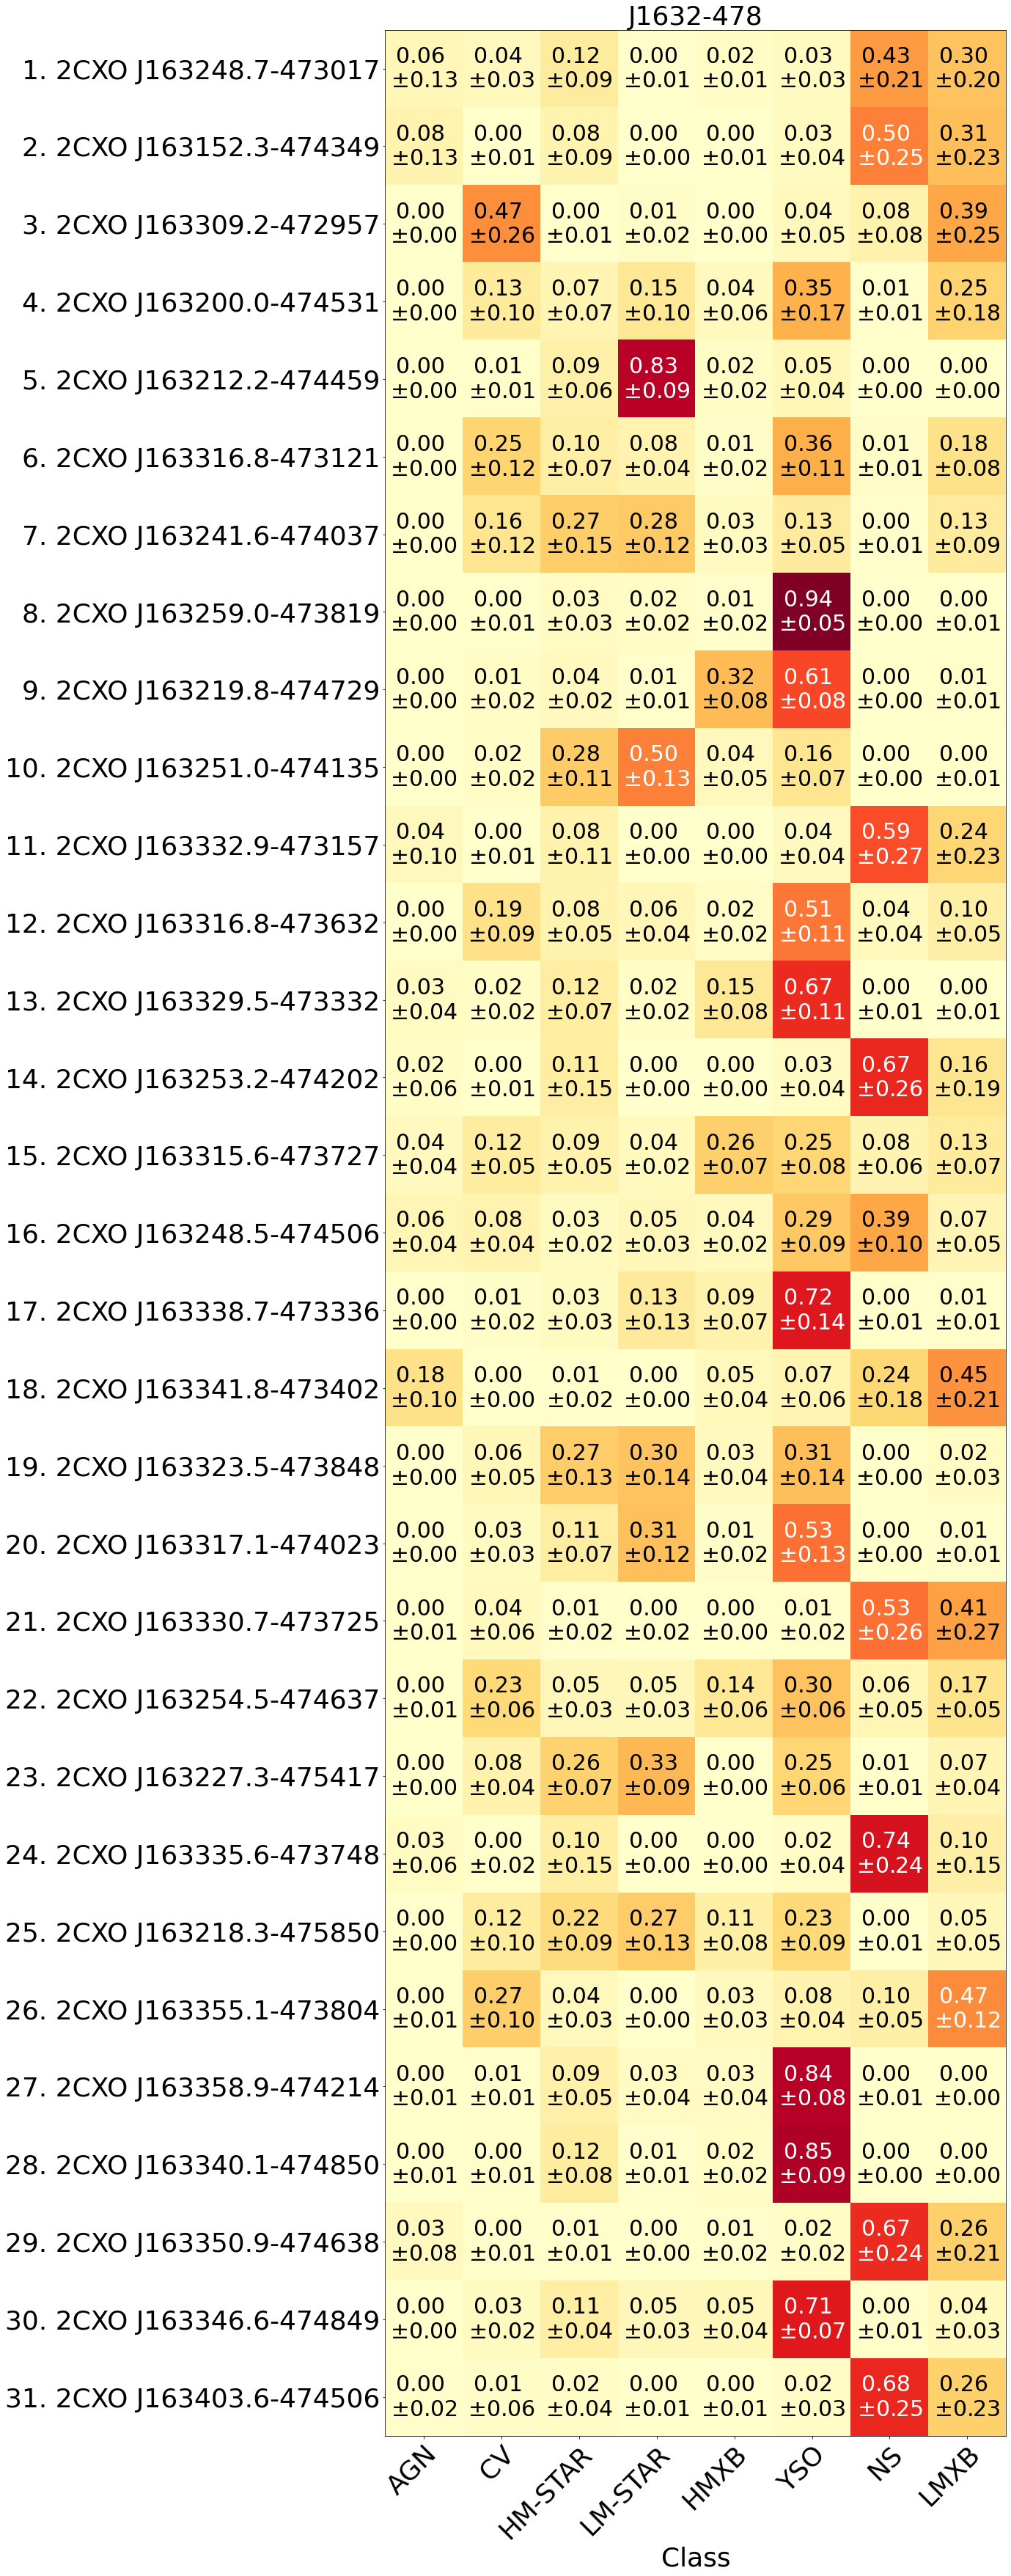 J1632-478
1. 2CXO J163248.7-473017 0.06 0.04 0.12 0.00 0.02 0.03 0.43 0.30
±0.13 ±0.03 ±0.09 ±0.01 ±0.01 ±0.03 ±0.21 ±0.20
2. 2CXO J163152.3-474349 0.08 0.00 0.08 0.00 0.00 0.03 0.50 0.31
±0.13 ±0.01 ±0.09 ±0.00 ±0.01 ±0.04 ±0.25 ±0.23
3. 2CXO J163309.2-472957 0.00 0.47 0.00 0.01 0.00 0.04 0.08 0.39
±0.00 ±0.26 ±0.01 ±0.02 ±0.00 ±0.05 ±0.08 ±0.25
4. 2CXO J163200.0-474531 0.00 0.13 0.07 0.15 0.04 0.35 0.01 0.25
±0.00 ±0.10 ±0.07 ±0.10 ±0.06 ±0.17 ±0.01 ±0.18
5. 2CXO J163212.2-474459 0.00 0.01 0.09 0.83 0.02 0.05 0.00 0.00
±0.00 ±0.01 ±0.06 ±0.09 ±0.02 ±0.04 ±0.00 ±0.00
6. 2CXO J163316.8-473121 0.00 0.25 0.10 0.08 0.01 0.36 0.01 0.18
±0.00 ±0.12 ±0.07 ±0.04 ±0.02 ±0.11 ±0.01 ±0.08
7. 2CXO J163241.6-474037 0.00 0.16 0.27 0.28 0.03 0.13 0.00 0.13
±0.00 ±0.12 ±0.15 ±0.12 ±0.03 ±0.05 ±0.01 ±0.09
8. 2CXO J163259.0-473819 0.00 0.00 0.03 0.02 0.01 0.94 0.00 0.00
±0.00 ±0.01 ±0.03 ±0.02 ±0.02 ±0.05 ±0.00 ±0.01
9. 2CXO J163219.8-474729 0.00 0.01 0.04 0.01 0.32 0.61 0.00 0.01
±0.00 ±0.02 ±0.02 ±0.01 ±0.08 ±0.08 ±0.00 ±0.01
10. 2CXO J163251.0-474135 0.00 0.02 0.28 0.50 0.04 0.16 0.00 0.00
±0.00 ±0.02 ±0.11 ±0.13 ±0.05 ±0.07 ±0.00 ±0.01
11. 2CXO J163332.9-473157 0.04 0.00 0.08 0.00 0.00 0.04 0.59 0.24
±0.10 ±0.01 ±0.11 ±0.00 ±0.00 ±0.04 ±0.27 ±0.23
12. 2CXO J163316.8-473632 0.00 0.19 0.08 0.06 0.02 0.51 0.04 0.10
±0.00 ±0.09 ±0.05 ±0.04 ±0.02 ±0.11 ±0.04 ±0.05
13. 2CXO J163329.5-473332 0.03 0.02 0.12 0.02 0.15 0.67 0.00 0.00
±0.04 ±0.02 ±0.07 ±0.02 ±0.08 ±0.11 ±0.01 ±0.01
14. 2CXO J163253.2-474202 0.02 0.00 0.11 0.00 0.00 0.03 0.67 0.16
±0.06 ±0.01 ±0.15 ±0.00 ±0.00 ±0.04 ±0.26 ±0.19
15. 2CXO J163315.6-473727 0.04 0.12 0.09 0.04 0.26 0.25 0.08 0.13
±0.04 ±0.05 ±0.05 ±0.02 ±0.07 ±0.08 ±0.06 ±0.07
16. 2CXO J163248.5-474506 0.06 0.08 0.03 0.05 0.04 0.29 0.39 0.07
±0.04 ±0.04 ±0.02 ±0.03 ±0.02 ±0.09 ±0.10 ±0.05
17. 2CXO J163338.7-473336 0.00 0.01 0.03 0.13 0.09 0.72 0.00 0.01
±0.00 ±0.02 ±0.03 ±0.13 ±0.07 ±0.14 ±0.01 ±0.01
18. 2CXO J163341.8-473402 0.18 0.00 0.01 0.00 0.05 0.07 0.24 0.45
±0.10 ±0.00 ±0.02 ±0.00 ±0.04 ±0.06 ±0.18 ±0.21
19. 2CXO J163323.5-473848 0.00 0.06 0.27 0.30 0.03 0.31 0.00 0.02
±0.00 ±0.05 ±0.13 ±0.14 ±0.04 ±0.14 ±0.00 ±0.03
20. 2CXO J163317.1-474023 0.00 0.03 0.11 0.31 0.01 0.53 0.00 0.01
±0.00 ±0.03 ±0.07 ±0.12 ±0.02 ±0.13 ±0.00 ±0.01
21. 2CXO J163330.7-473725 0.00 0.04 0.01 0.00 0.00 0.01 0.53 0.41
±0.01 ±0.06 ±0.02 ±0.02 ±0.00 ±0.02 ±0.26 ±0.27
22. 2CXO J163254.5-474637 0.00 0.23 0.05 0.05 0.14 0.30 0.06 0.17
±0.01 ±0.06 ±0.03 ±0.03 ±0.06 ±0.06 ±0.05 ±0.05
23. 2CXO J163227.3-475417 0.00 0.08 0.26 0.33 0.00 0.25 0.01 0.07
±0.00 ±0.04 ±0.07 ±0.09 ±0.00 ±0.06 ±0.01 ±0.04
24. 2CXO J163335.6-473748 0.03 0.00 0.10 0.00 0.00 0.02 0.74 0.10
±0.06 ±0.02 ±0.15 ±0.00 ±0.00 ±0.04 ±0.24 ±0.15
25. 2CXO J163218.3-475850 0.00 0.12 0.22 0.27 0.11 0.23 0.00 0.05
±0.00 ±0.10 ±0.09 ±0.13 ±0.08 ±0.09 ±0.01 ±0.05
26. 2CXO J163355.1-473804 0.00 0.27 0.04 0.00 0.03 0.08 0.10 0.47
±0.01 ±0.10 ±0.03 ±0.00 ±0.03 ±0.04 ±0.05 ±0.12
27. 2CXO J163358.9-474214 0.00 0.01 0.09 0.03 0.03 0.84 0.00 0.00
±0.01 ±0.01 ±0.05 ±0.04 ±0.04 ±0.08 ±0.01 ±0.00
28. 2CXO J163340.1-474850 0.00 0.00 0.12 0.01 0.02 0.85 0.00 0.00
±0.01 ±0.01 ±0.08 ±0.01 ±0.02 ±0.09 ±0.00 ±0.00
29. 2CXO J163350.9-474638 0.03 0.00 0.01 0.00 0.01 0.02 0.67 0.26
±0.08 ±0.01 ±0.01 ±0.00 ±0.02 ±0.02 ±0.24 ±0.21
30. 2CXO J163346.6-474849 0.00 0.03 0.11 0.05 0.05 0.71 0.00 0.04
±0.00 ±0.02 ±0.04 ±0.03 ±0.04 ±0.07 ±0.01 ±0.03
31. 2CXO J163403.6-474506 0.00 0.01 0.02 0.00 0.00 0.02 0.68 0.26
±0.02 ±0.06 ±0.04 ±0.01 ±0.01 ±0.03 ±0.25 ±0.23
AGN CV HM-STAR LM-STAR HMXB YSO NS LMXB
Class